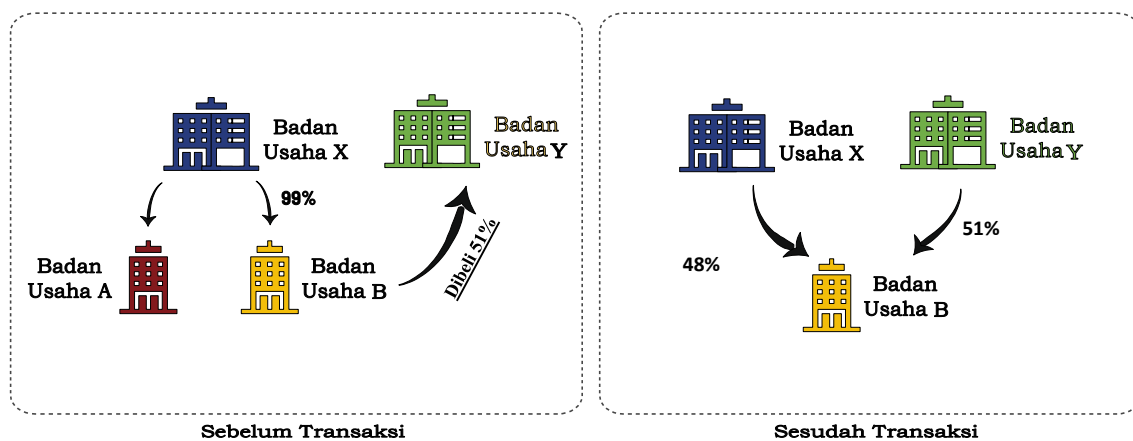 Badan
Usaha X
Badan
Usaha Y
99%
Badan
Usaha A
Badan
Usaha B
Dibeli 51%
Sebelum Transaksi
Badan
Usaha X
Badan
Usaha Y
48%
51%
Badan
Usaha B
Sesudah Transaksi